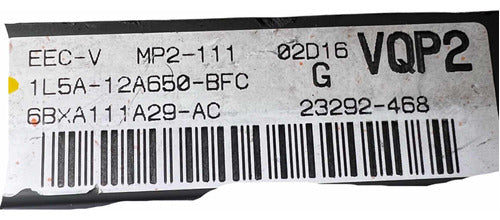 EEC-V MP2-111 02D16 VQP2
1L5A-12A650-BFC G
6BXA111A29-AC 23292-468